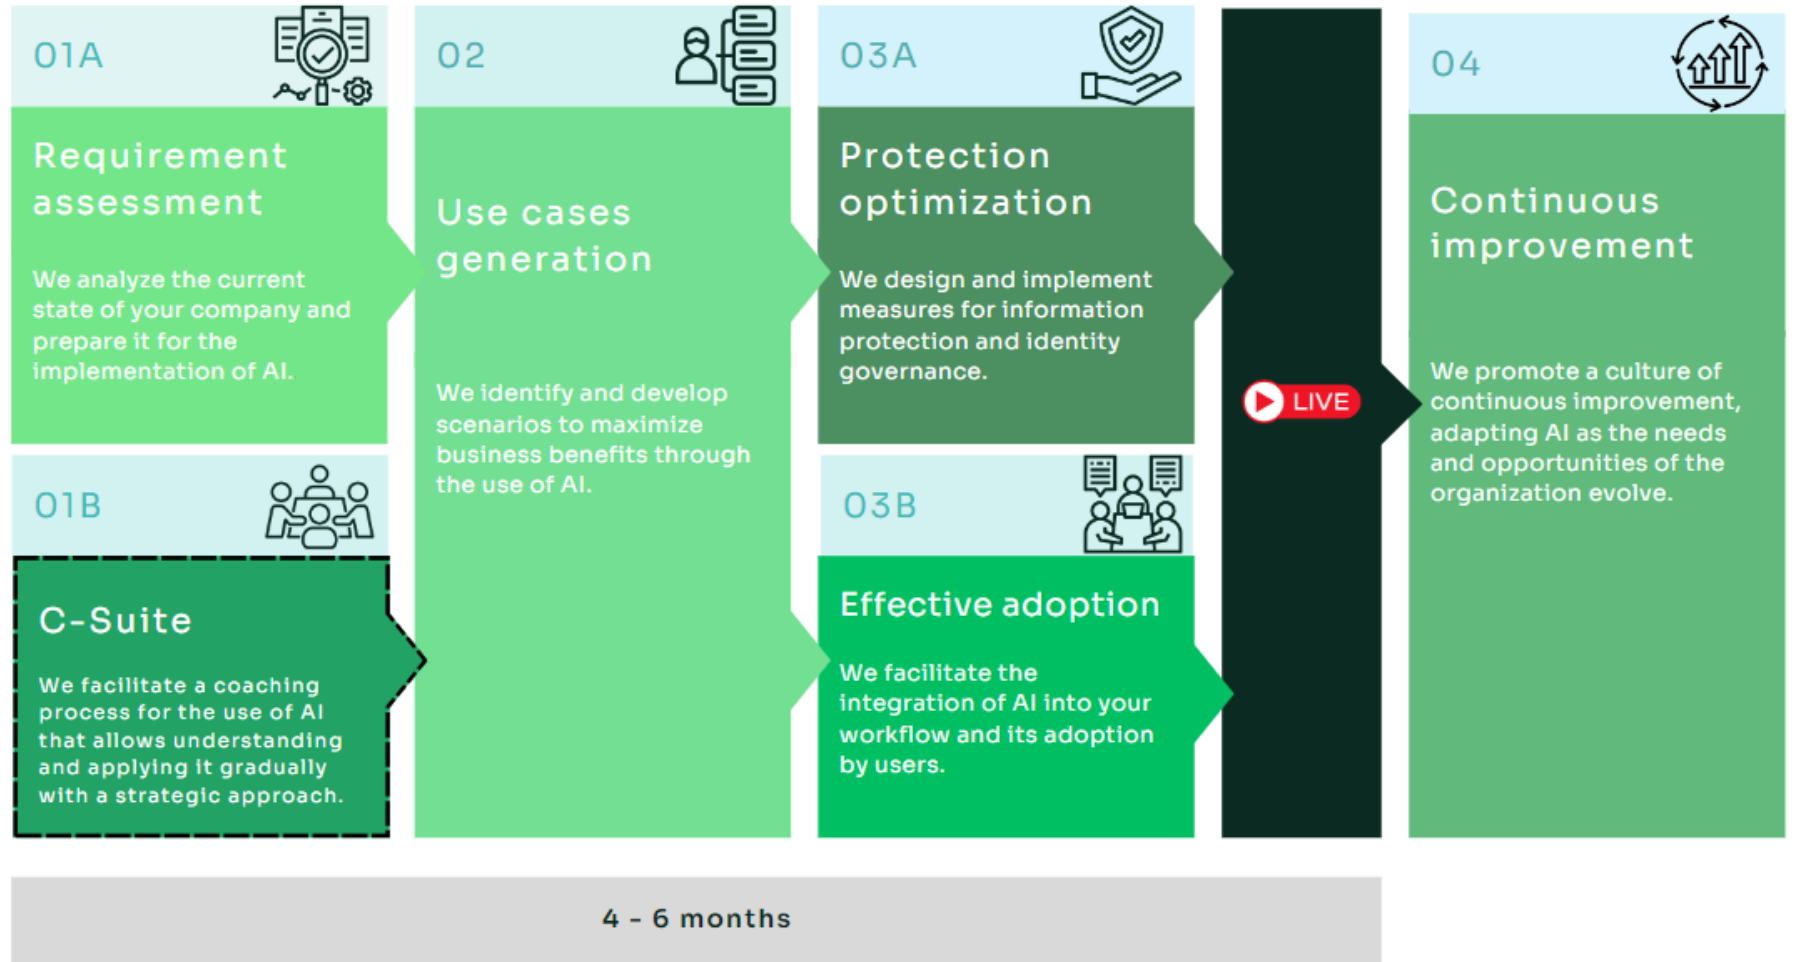 01A
Requirement
assessment
We analyze the current
state of your company and
prepare it for the
implementation of AI.
01B
C-Suite
We facilitate a coaching
process for the use of AI
that allows understanding
and applying it gradually
with a strategic approach.
02
Use cases
generation
We identify and develop
scenarios to maximize
business benefits through
the use of AI.
03A
Protection
optimization
We design and implement
measures for information
protection and identity
governance.
03B
Effective adoption
We facilitate the
integration of AI into your
workflow and its adoption
by users.
LIVE
04
Continuous
improvement
We promote a culture of
continuous improvement,
adapting AI as the needs
and opportunities of the
organization evolve.
4 - 6 months